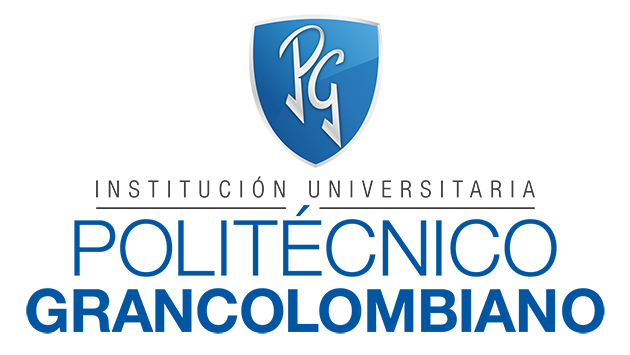 PG
INSTITUCIÓN UNIVERSITARIA
POLITÉCNICO
GRANCOLOMBIANO